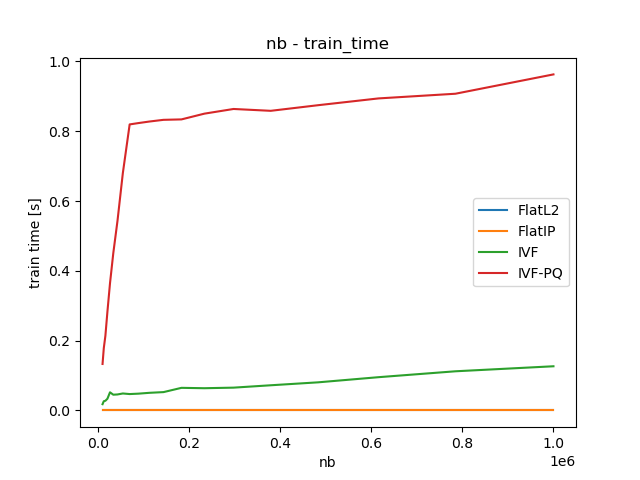 nb - train_time
train time [s]
1.0
0.8
0.6
0.4
0.2
0.0
FlatL2
FlatIP
IVF
IVF-PQ
0.0 0.2 0.4 0.6 0.8 1.0
1e6
nb